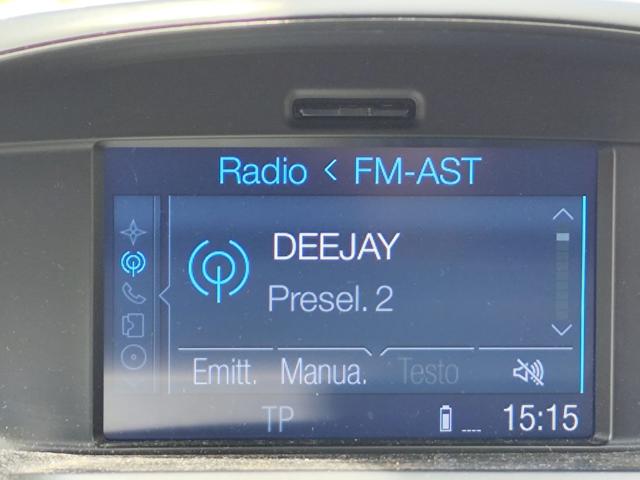 Radio < FM-AST
DEEJAY
Presel. 2
Emitt. Manua. Testo
TP 15:15